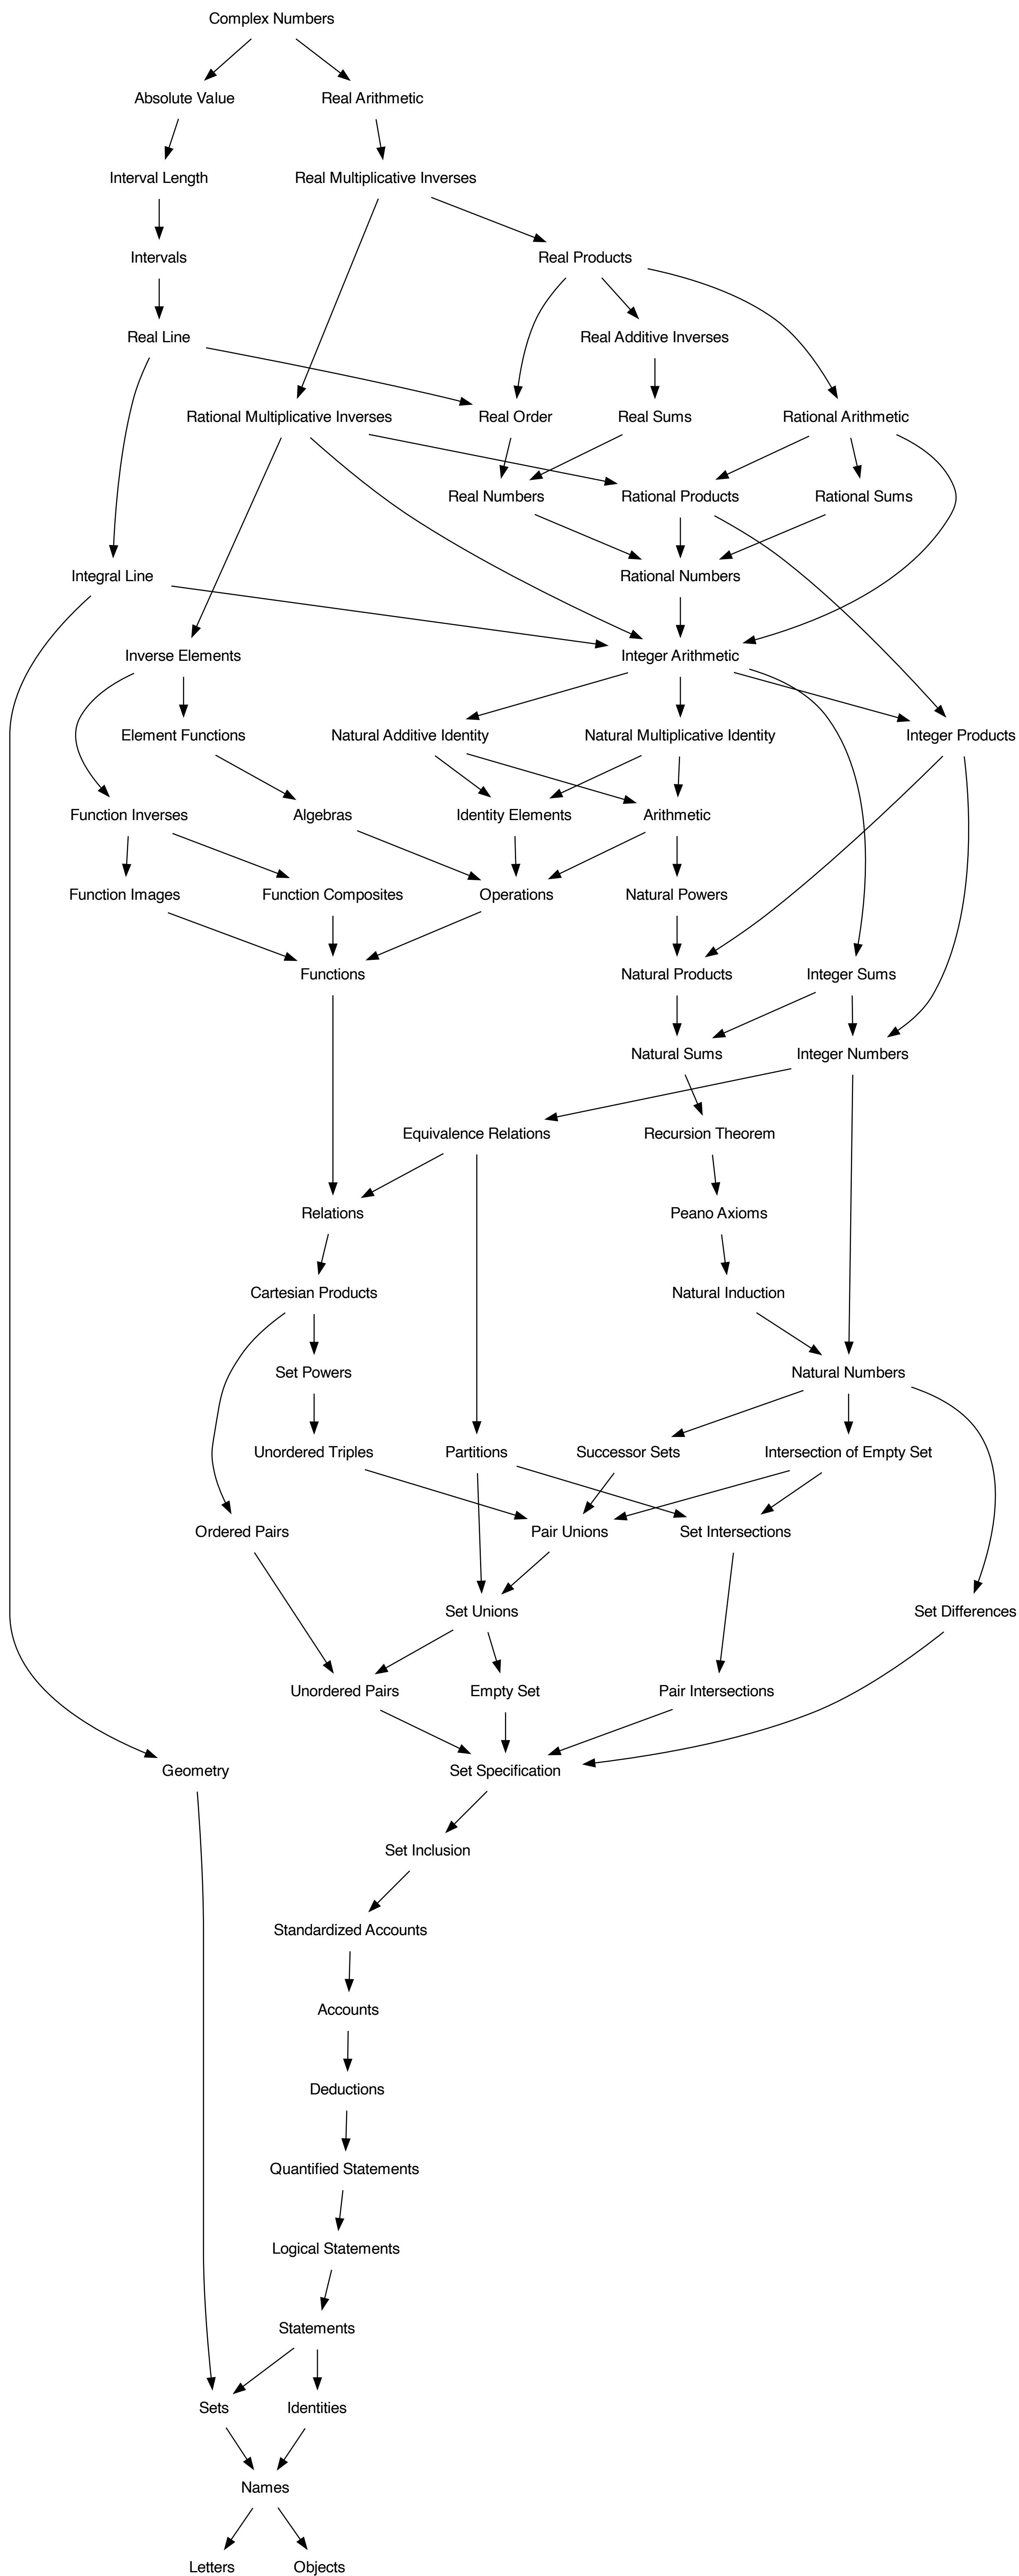 Complex Numbers
Absolute Value
Real Arithmetic
Interval Length
Real Multiplicative Inverses
Intervals
Real Products
Real Line
Real Additive Inverses
Rational Multiplicative Inverses
Real Order
Real Sums
Rational Arithmetic
Real Numbers
Rational Products
Rational Sums
Integral Line
Rational Numbers
Inverse Elements
Integer Arithmetic
Element Functions
Natural Additive Identity
Natural Multiplicative Identity
Integer Products
Function Inverses
Algebras
Identity Elements
Arithmetic
Function Images
Function Composites
Operations
Natural Powers
Functions
Natural Products
Integer Sums
Natural Sums
Integer Numbers
Equivalence Relations
Recursion Theorem
Relations
Peano Axioms
Cartesian Products
Natural Induction
Set Powers
Natural Numbers
Unordered Triples
Partitions
Successor Sets
Intersection of Empty Set
Ordered Pairs
Pair Unions
Set Intersections
Set Unions
Set Differences
Unordered Pairs
Empty Set
Pair Intersections
Geometry
Set Specification
Set Inclusion
Standardized Accounts
Accounts
Deductions
Quantified Statements
Logical Statements
Statements
Sets
Identities
Names
Letters
Objects